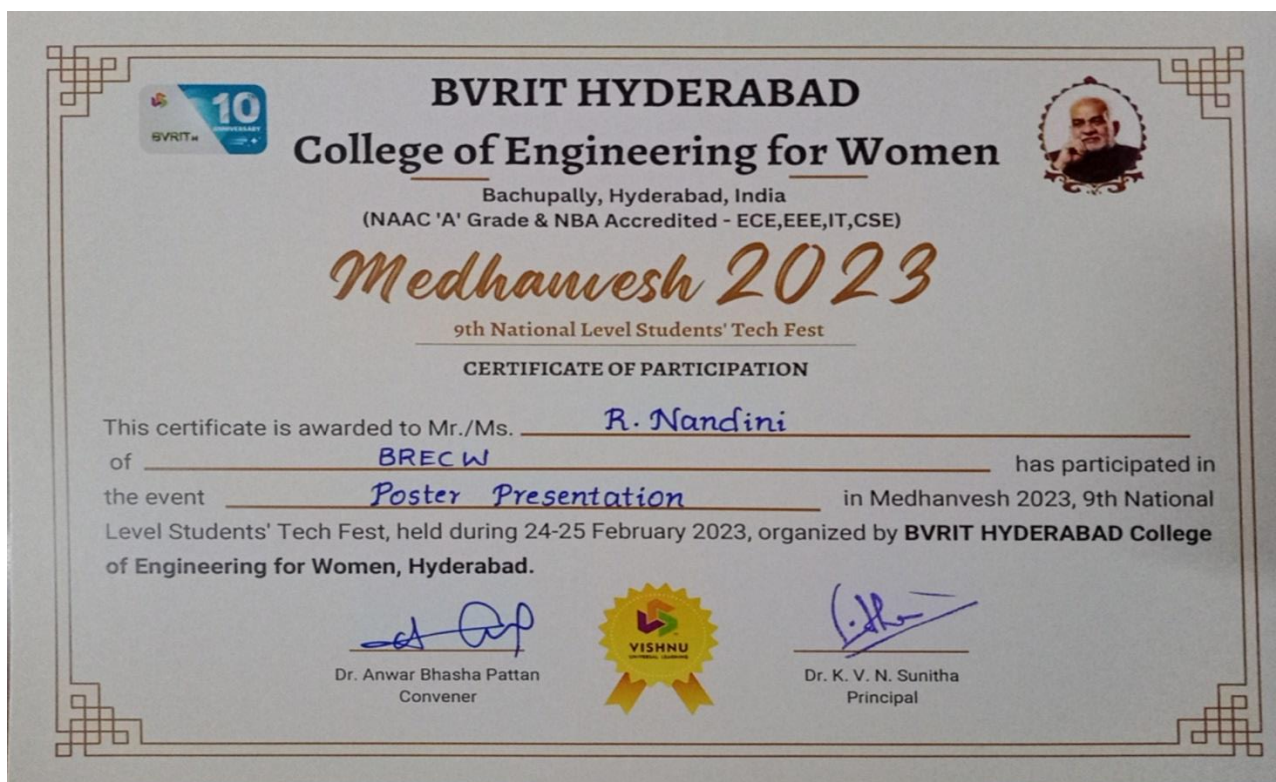 BVRIT HYDERABAD
College of Engineering for Women
Bachupally, Hyderabad, India
(NAAC 'A' Grade & NBA Accredited - ECE,EEE,IT,CSE)
10
ANNIVERSARY
BVRITH
Medhanvesh 2023
9th National Level Students' Tech Fest
CERTIFICATE OF PARTICIPATION
This certificate is awarded to Mr./Ms. R. Nandini
of BRECW has participated in
the event Poster Presentation in Medhanvesh 2023, 9th National
Level Students' Tech Fest, held during 24-25 February 2023, organized by BVRIT HYDERABAD College
of Engineering for Women, Hyderabad.
VISHNU
UNIVERSAL LEARNING
Dr. Anwar Bhasha Pattan
Convener
Dr. K. V. N. Sunitha
Principal